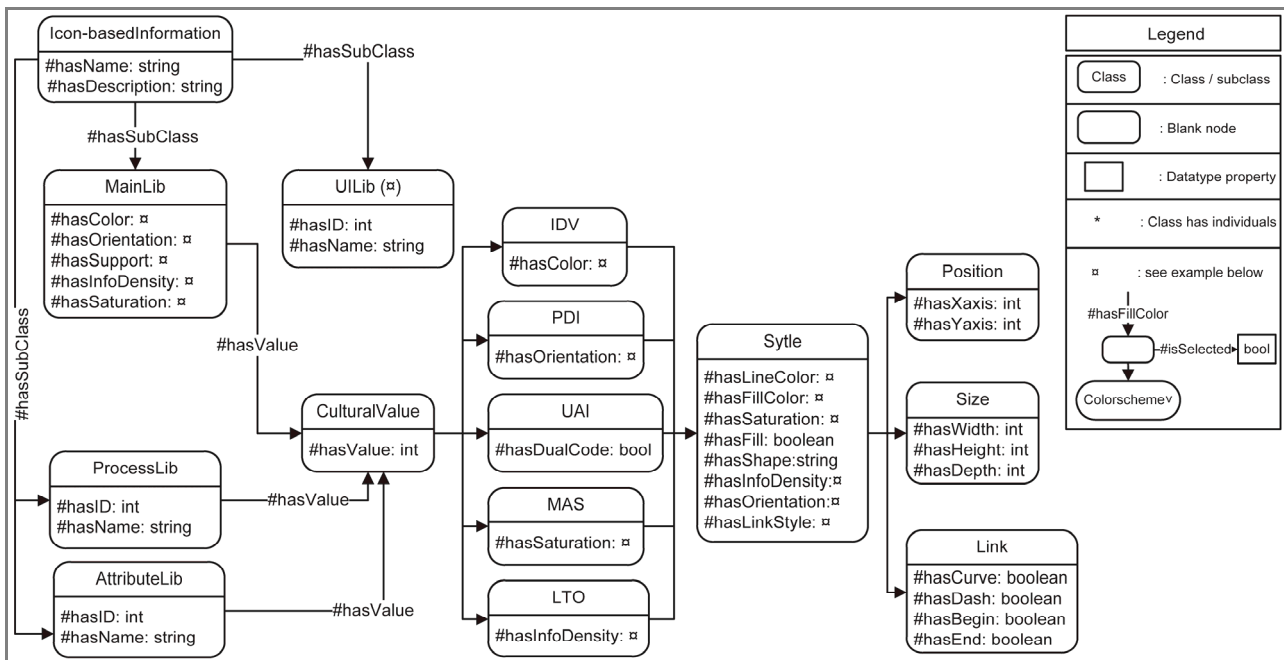 Icon-basedInformation
#hasName: string
#hasDescription: string
#hasSubClass
#hasSubClass
#hasSubClass
MainLib
#hasColor: ¤
#hasOrientation: ¤
#hasSupport: ¤
#hasInfoDensity: ¤
#hasSaturation: ¤
UILib (¤)
#hasID: int
#hasName: string
#hasValue
ProcessLib
#hasID: int
#hasName: string
#hasValue
AttributeLib
#hasID: int
#hasName: string
#hasValue
CulturalValue
#hasValue: int
IDV
#hasColor: ¤
PDI
#hasOrientation: ¤
UAI
#hasDualCode: bool
MAS
#hasSaturation: ¤
LTO
#hasInfoDensity: ¤
Sytle
#hasLineColor: ¤
#hasFillColor: ¤
#hasSaturation: ¤
#hasFill: boolean
#hasShape:string
#hasInfoDensity:¤
#hasOrientation:¤
#hasLinkStyle: ¤
Position
#hasXaxis: int
#hasYaxis: int
Size
#hasWidth: int
#hasHeight: int
#hasDepth: int
Link
#hasCurve: boolean
#hasDash: boolean
#hasBegin: boolean
#hasEnd: boolean
Legend
Class : Class / subclass
: Blank node
: Datatype property
* : Class has individuals
¤ : see example below
#hasFillColor
#isSelected bool
Colorschemev